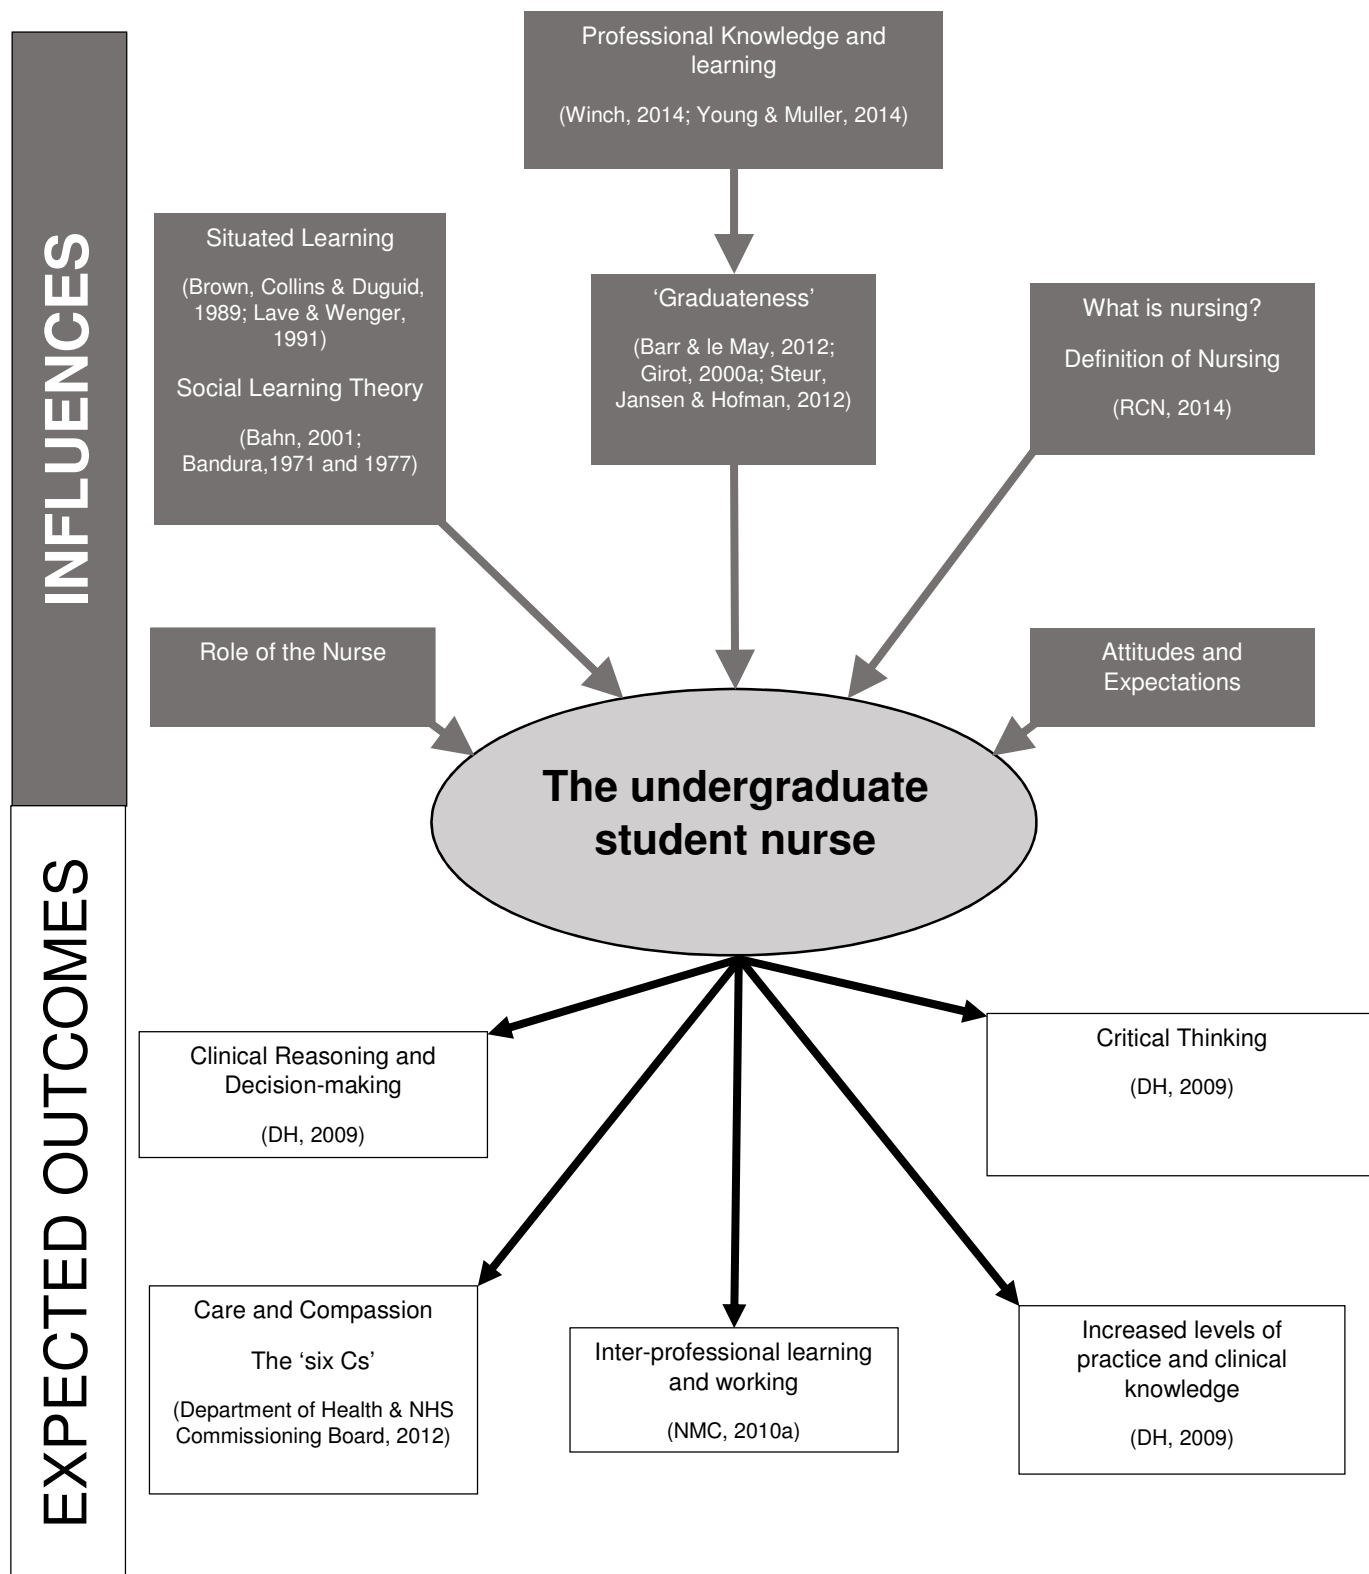 INFLUENCES
Professional Knowledge and
learning
(Winch, 2014; Young & Muller, 2014)
Situated Learning
(Brown, Collins & Duguid,
1989; Lave & Wenger,
1991)
Social Learning Theory
(Bahn, 2001;
Bandura,1971 and 1977)
‘Graduateness’
(Barr & le May, 2012;
Girot, 2000a; Steur,
Jansen & Hofman, 2012)
What is nursing?
Definition of Nursing
(RCN, 2014)
Role of the Nurse
Attitudes and
Expectations
The undergraduate
student nurse
EXPECTED OUTCOMES
Clinical Reasoning and
Decision-making
(DH, 2009)
Critical Thinking
(DH, 2009)
Care and Compassion
The ‘six Cs’
(Department of Health & NHS
Commissioning Board, 2012)
Inter-professional learning
and working
(NMC, 2010a)
Increased levels of
practice and clinical
knowledge
(DH, 2009)